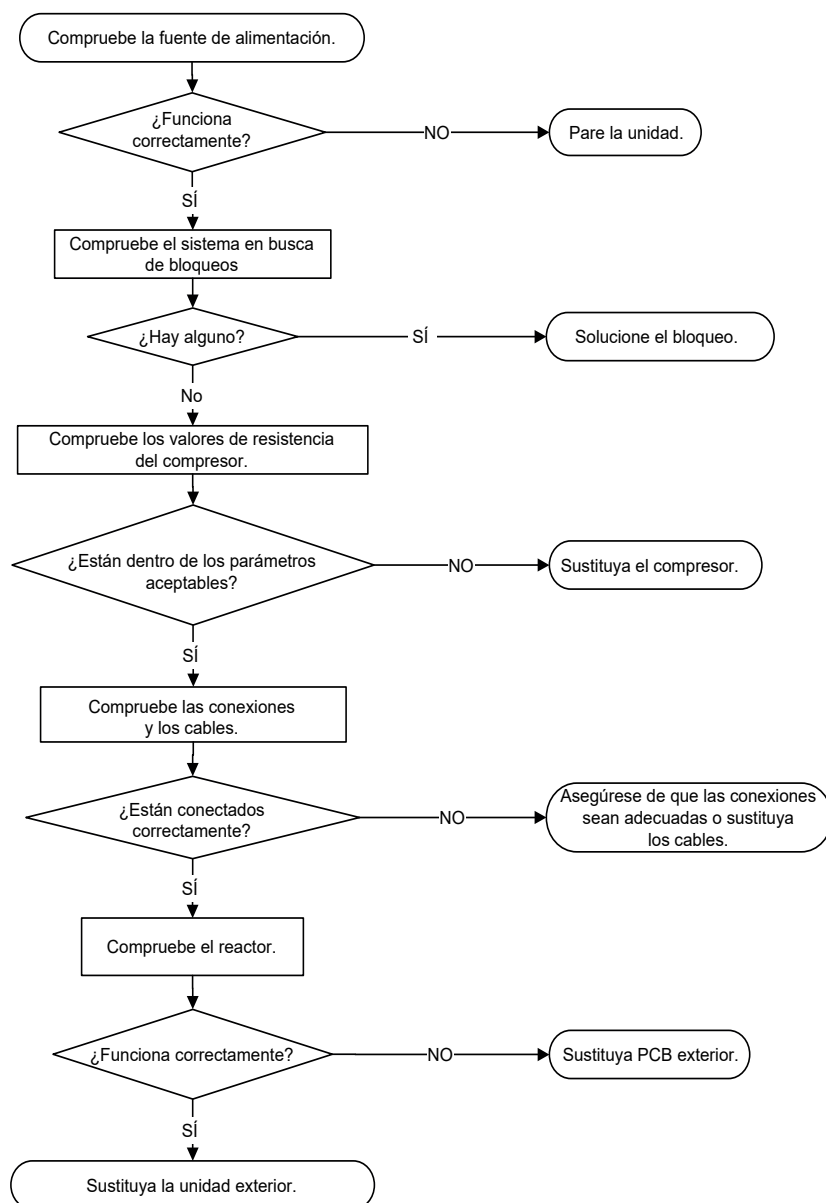 Compruebe la fuente de alimentación.
¿Funciona
correctamente?
NO
Pare la unidad.
SÍ
Compruebe el sistema en busca
de bloqueos
¿Hay alguno?
SÍ
Solucione el bloqueo.
No
Compruebe los valores de resistencia
del compresor.
¿Están dentro de los parámetros
aceptables?
NO
Sustituya el compresor.
SÍ
Compruebe las conexiones
y los cables.
¿Están conectados
correctamente?
NO
Asegúrese de que las conexiones
sean adecuadas o sustituya
los cables.
SÍ
Compruebe el reactor.
¿Funciona correctamente?
NO
Sustituya PCB exterior.
SÍ
Sustituya la unidad exterior.